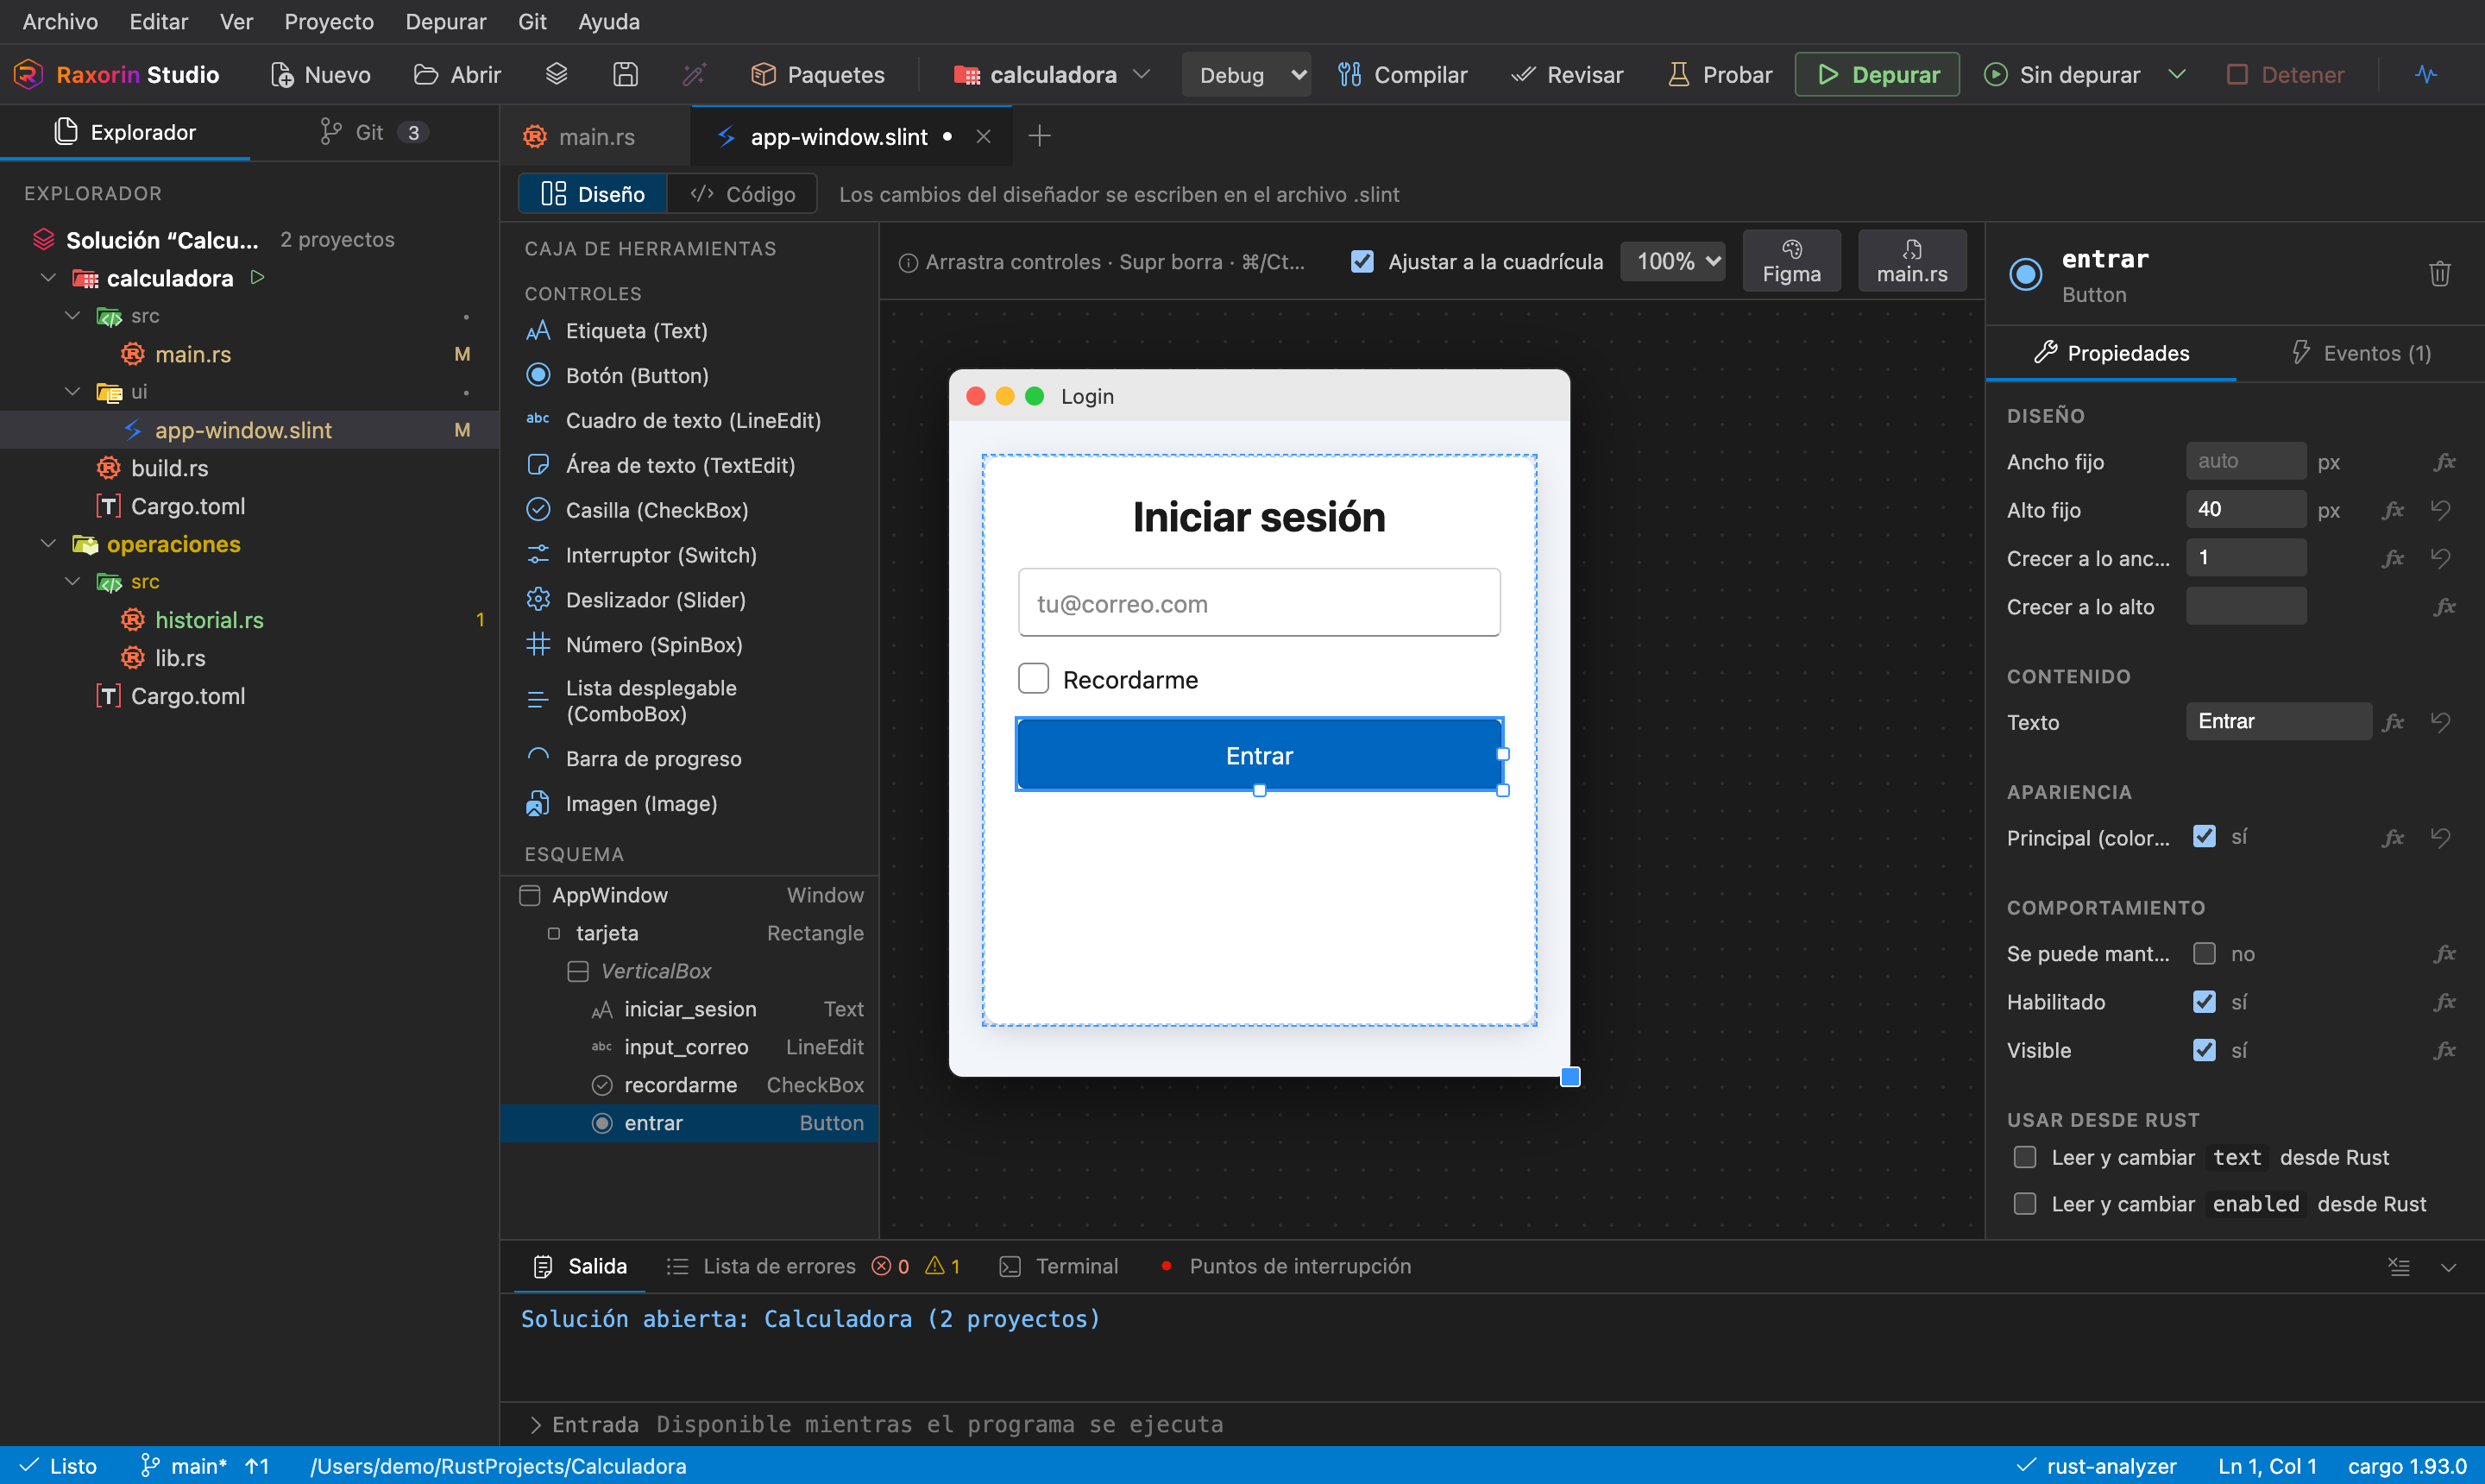 Archivo Editar Ver Proyecto Depurar Git Ayuda
Raxorin Studio Nuevo Abrir Paquetes calculadora Debug Compilar Revisar Probar Depurar Sin depurar Detener
Explorador Git 3
main.rs app-window.slint
EXPLORADOR
Solución “Calcu... 2 proyectos
calculadora
src
main.rs M
ui
app-window.slint M
build.rs
Cargo.toml
operaciones
src
historial.rs 1
lib.rs
Cargo.toml
Diseño Código Los cambios del diseñador se escriben en el archivo .slint
CAJA DE HERRAMIENTAS
CONTROLES
Etiqueta (Text)
Botón (Button)
Cuadro de texto (LineEdit)
Área de texto (TextEdit)
Casilla (CheckBox)
Interruptor (Switch)
Deslizador (Slider)
Número (SpinBox)
Lista desplegable
(ComboBox)
Barra de progreso
Imagen (Image)
ESQUEMA
AppWindow Window
tarjeta Rectangle
VerticalBox
iniciar_sesion Text
input_correo LineEdit
recordarme CheckBox
entrar Button
Arrastra controles · Supr borra · ⌘/Ct... Ajustar a la cuadrícula 100% Figma main.rs
Login
Iniciar sesión
tu@correo.com
Recordarme
Entrar
entrar
Button
Propiedades Eventos (1)
DISEÑO
Ancho fijo auto px fx
Alto fijo 40 px fx
Crecer a lo anc... 1 fx
Crecer a lo alto fx
CONTENIDO
Texto Entrar fx
APARIENCIA
Principal (color... sí fx
COMPORTAMIENTO
Se puede mant... no fx
Habilitado sí fx
Visible sí fx
USAR DESDE RUST
Leer y cambiar text desde Rust
Leer y cambiar enabled desde Rust
Salida Lista de errores 0 1 Terminal Puntos de interrupción
Solución abierta: Calculadora (2 proyectos)
Entrada Disponible mientras el programa se ejecuta
Listo main* ↑1 /Users/demo/RustProjects/Calculadora rust-analyzer Ln 1, Col 1 cargo 1.93.0